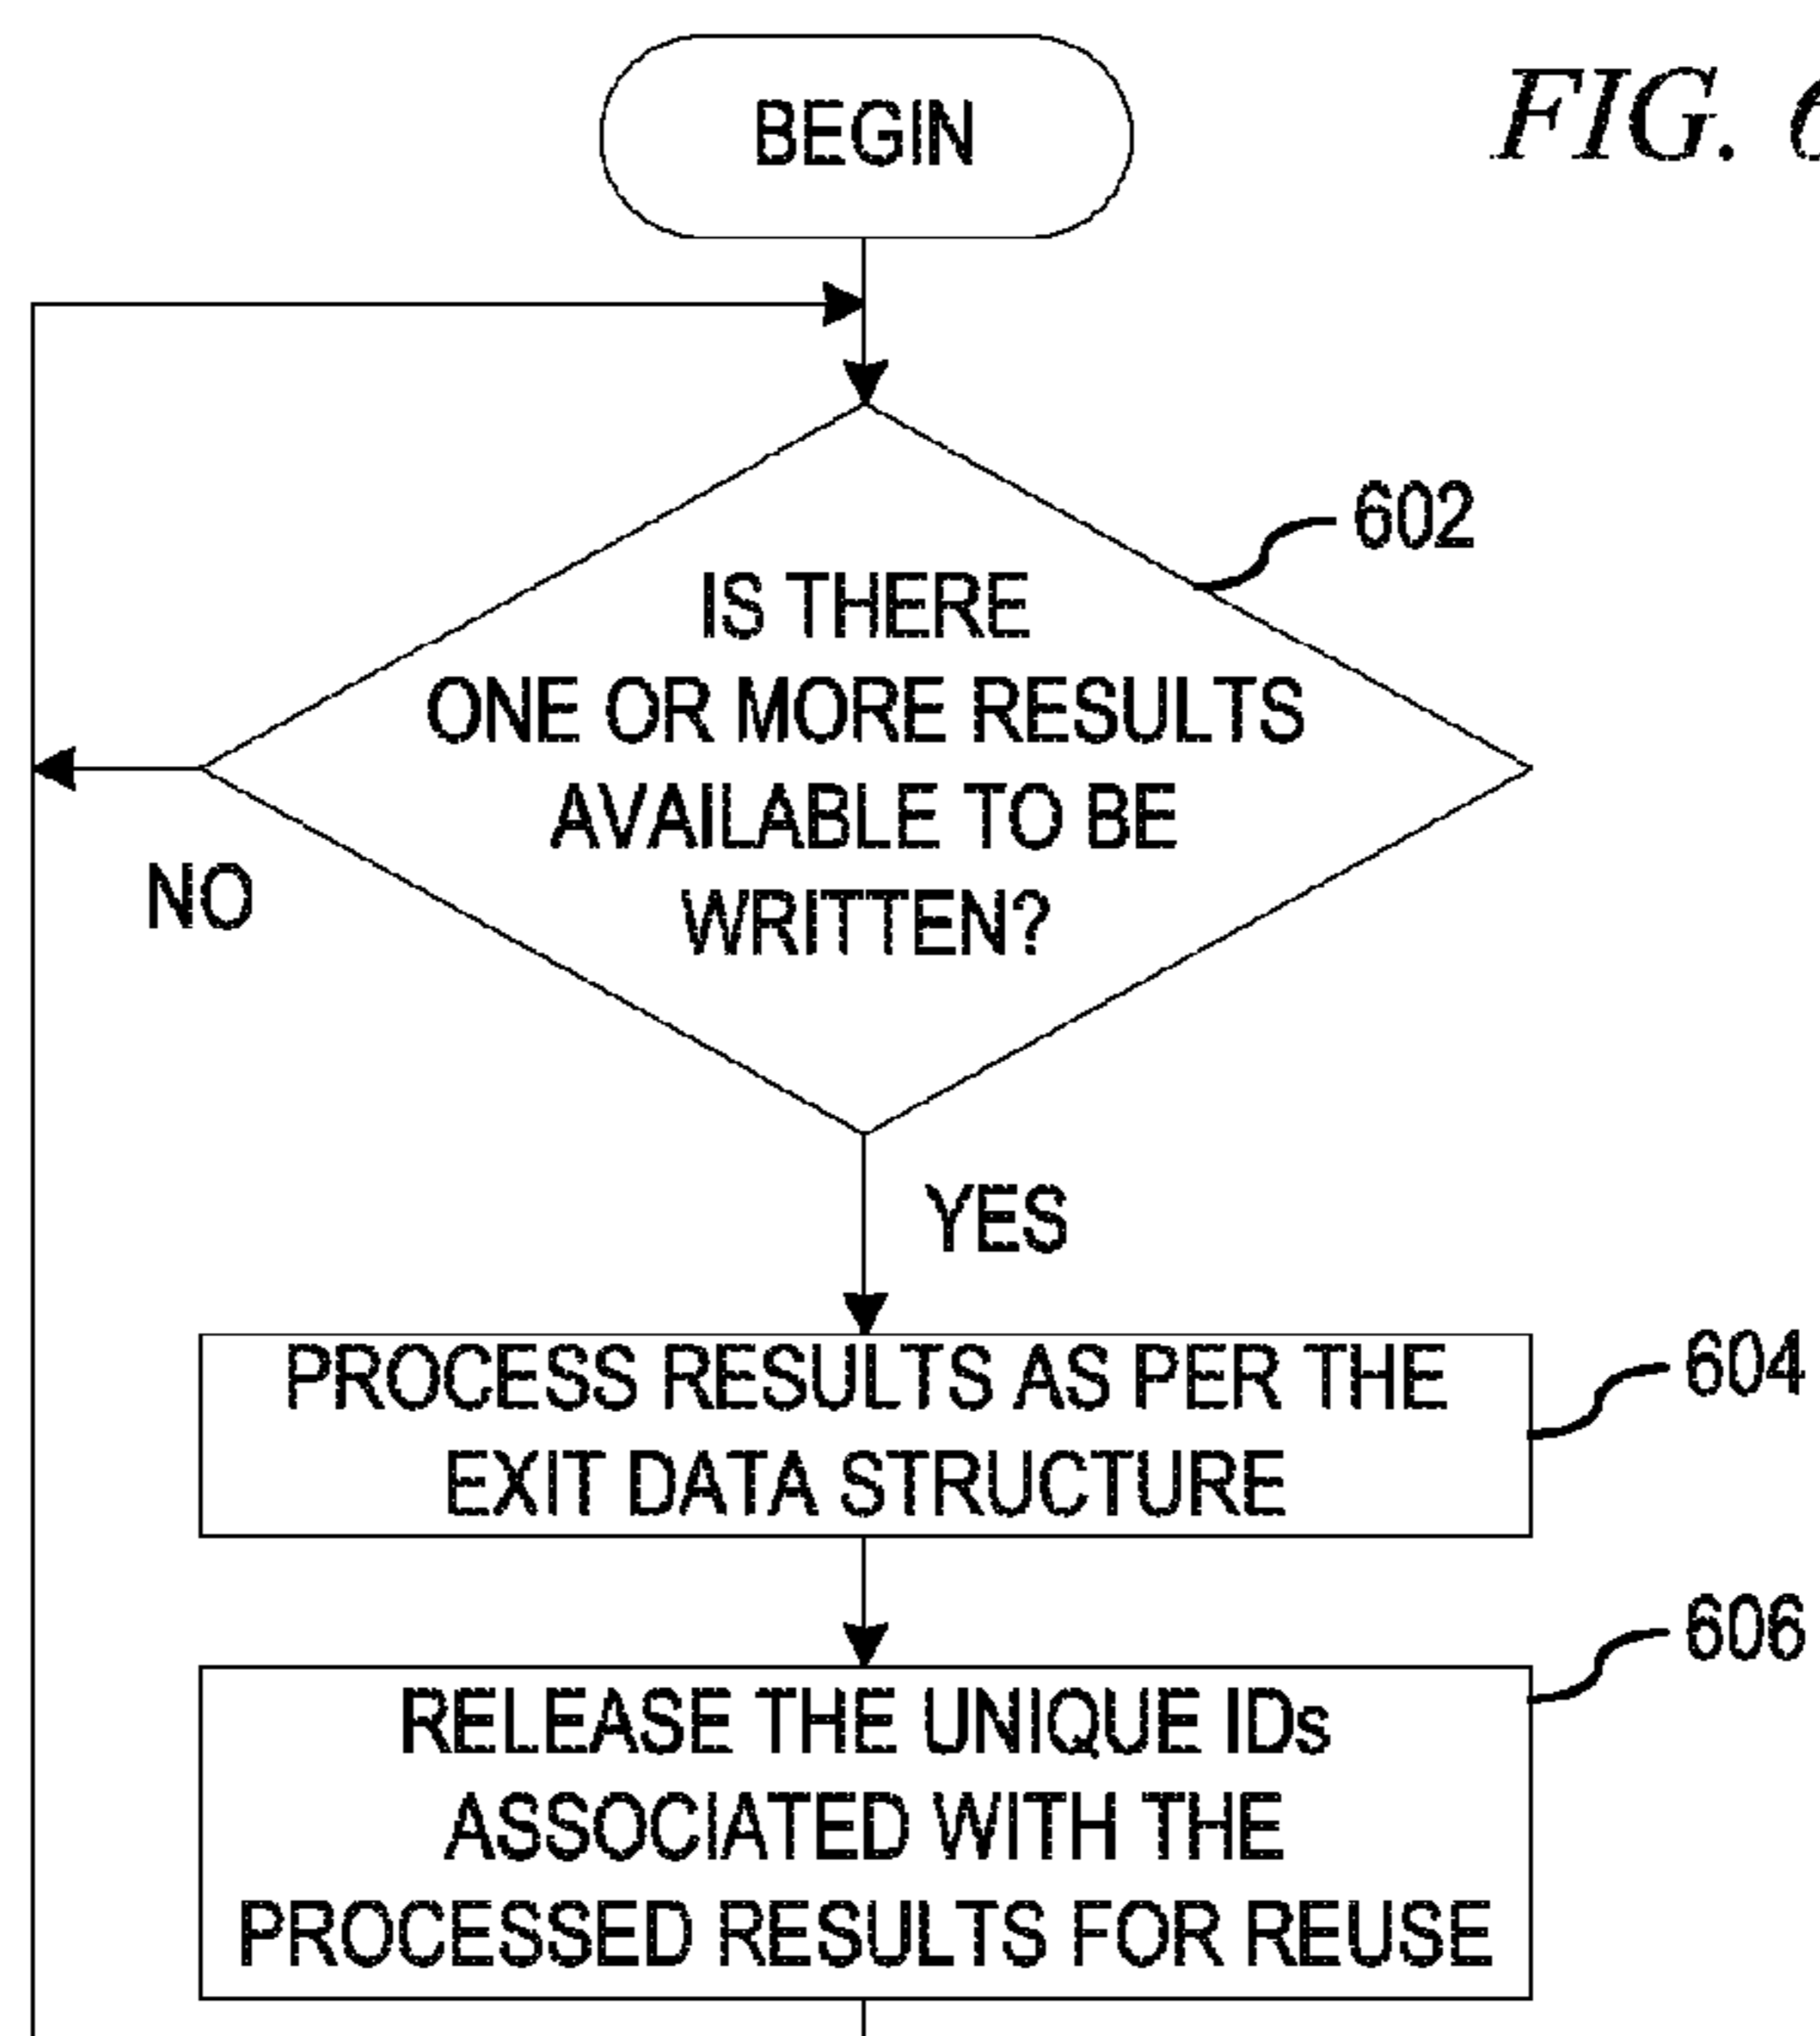 BEGIN
FIG. 6
602
IS THERE
ONE OR MORE RESULTS
AVAILABLE TO BE
WRITTEN?
NO
YES
PROCESS RESULTS AS PER THE
EXIT DATA STRUCTURE
604
606
RELEASE THE UNIQUE IDs
ASSOCIATED WITH THE
PROCESSED RESULTS FOR REUSE